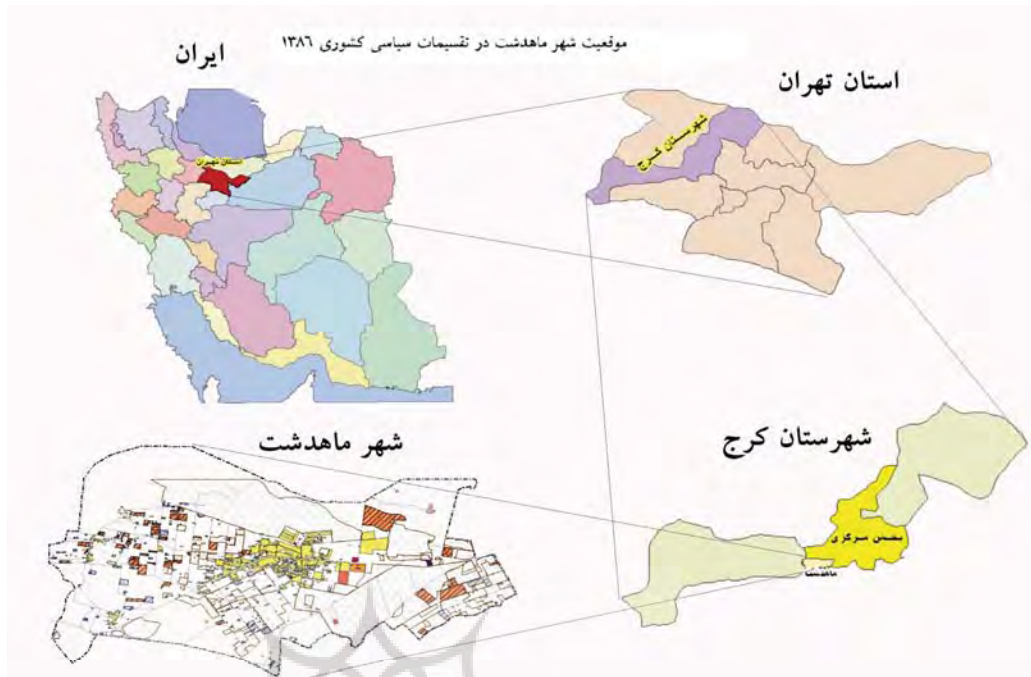 موقعیت شهر ماهدشت در تقسیمات سیاسی کشوری ۱۳۸۶
ایران
استان تهران
استان تهران
شهرستان کرج
شهر ماهدشت
شهرستان کرج
بخش مرکزی
ماهدشت